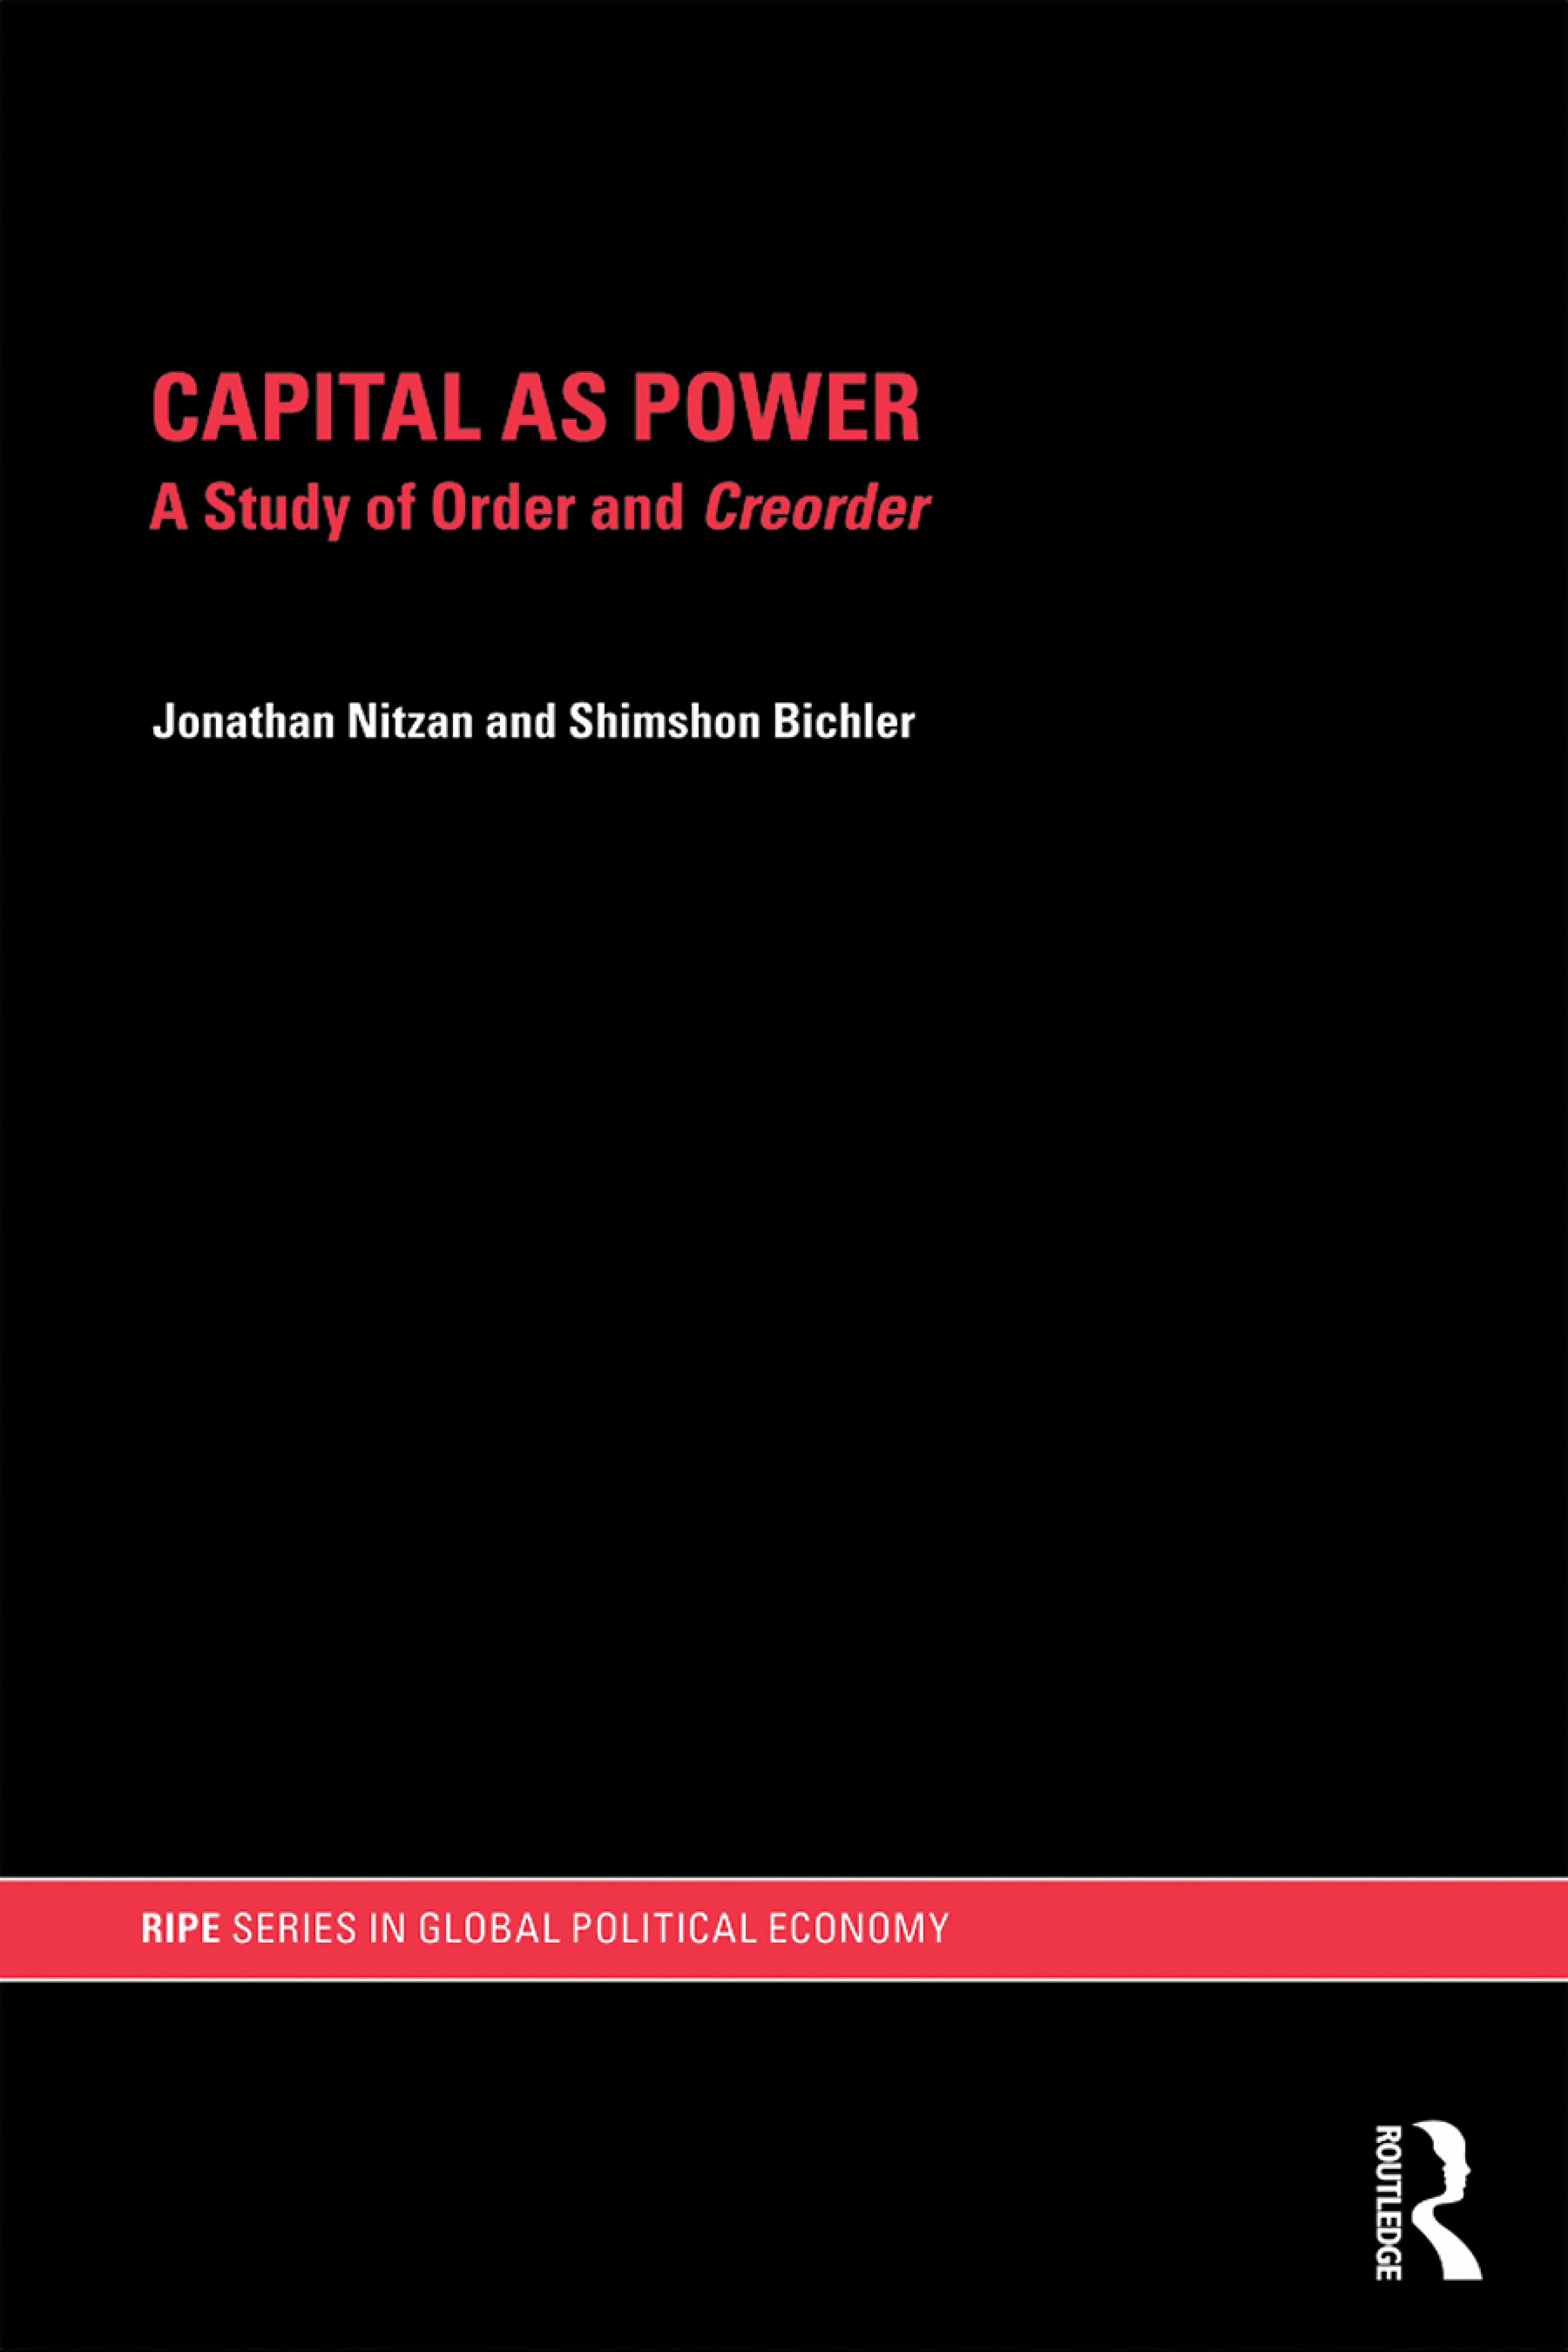 CAPITAL AS POWER
A Study of Order and Creorder
Jonathan Nitzan and Shimshon Bichler
RIPE SERIES IN GLOBAL POLITICAL ECONOMY
ROUTLEDGE